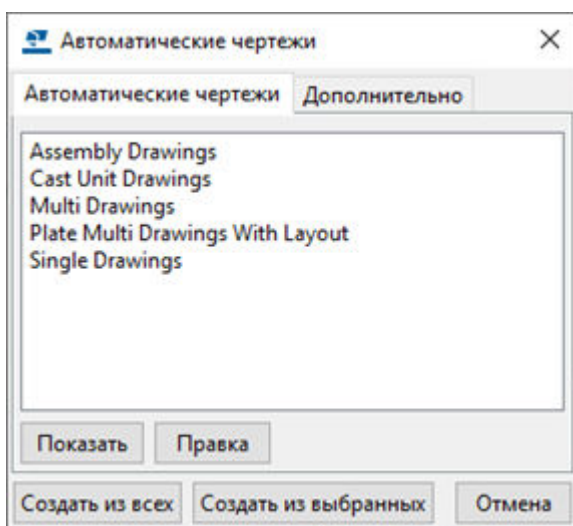 Автоматические чертежи
Автоматические чертежи Дополнительно
Assembly Drawings
Cast Unit Drawings
Multi Drawings
Plate Multi Drawings With Layout
Single Drawings
Показать Правка
Создать из всех Создать из выбранных Отмена